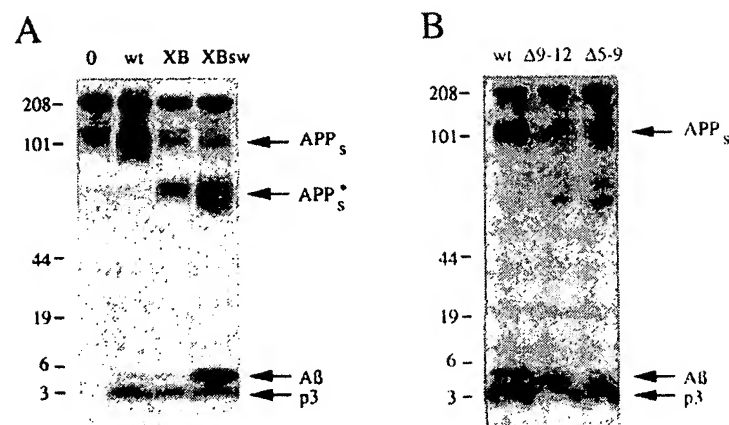 A
0 wt XB XBsw
208
101
44
19
6
3
APPs
APPs*
Aß
p3
B
wt Δ9-12 Δ5-9
208
101
44
19
6
3
APPs
Aß
p3